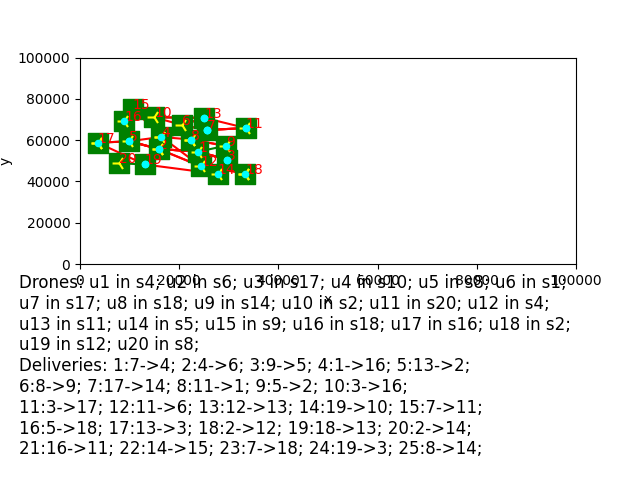 100000
80000
60000
40000
20000
0
y
0 20000 40000 60000 80000 100000
x
Drones: u1 in s4; u2 in s6; u3 in s17; u4 in s10; u5 in s8; u6 in s1;
u7 in s17; u8 in s18; u9 in s14; u10 in s2; u11 in s20; u12 in s4;
u13 in s11; u14 in s5; u15 in s9; u16 in s18; u17 in s16; u18 in s2;
u19 in s12; u20 in s8;
Deliveries: 1:7->4; 2:4->6; 3:9->5; 4:1->16; 5:13->2;
6:8->9; 7:17->14; 8:11->1; 9:5->2; 10:3->16;
11:3->17; 12:11->6; 13:12->13; 14:19->10; 15:7->11;
16:5->18; 17:13->3; 18:2->12; 19:18->13; 20:2->14;
21:16->11; 22:14->15; 23:7->18; 24:19->3; 25:8->14;